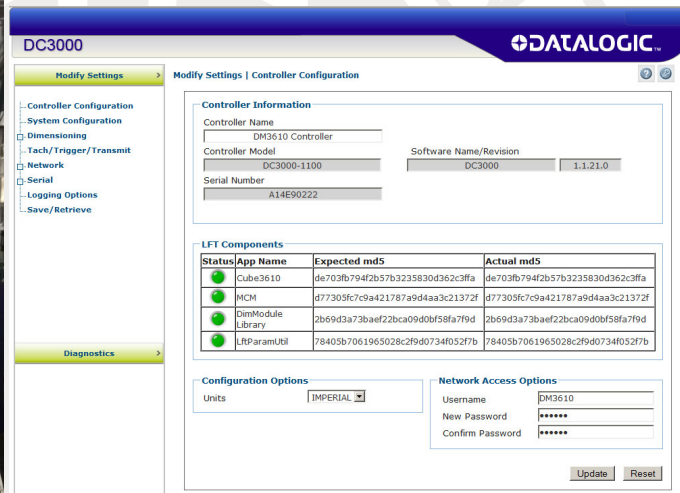 DC3000
DATALOGIC™
Modify Settings >
Modify Settings | Controller Configuration
Controller Configuration
System Configuration
Dimensioning
Tach/Trigger/Transmit
Network
Serial
Logging Options
Save/Retrieve
Diagnostics >
Controller Information
Controller Name
DM3610 Controller
Controller Model Software Name/Revision
DC3000-1100 DC3000 1.1.21.0
Serial Number
A14E90222
LFT Components
Status App Name Expected md5 Actual md5
Cube3610 de703fb794f2b57b3235830d362c3ffa de703fb794f2b57b3235830d362c3ffa
MCM d77305fc7c9a421787a9d4aa3c21372f d77305fc7c9a421787a9d4aa3c21372f
DimModule Library 2b69d3a73baef22bca09d0bf58fa7f9d 2b69d3a73baef22bca09d0bf58fa7f9d
LftParamUtil 78405b7061965028c2f9d0734f052f7b 78405b7061965028c2f9d0734f052f7b
Configuration Options
Units IMPERIAL
Network Access Options
Username DM3610
New Password ••••••
Confirm Password ••••••
Update Reset